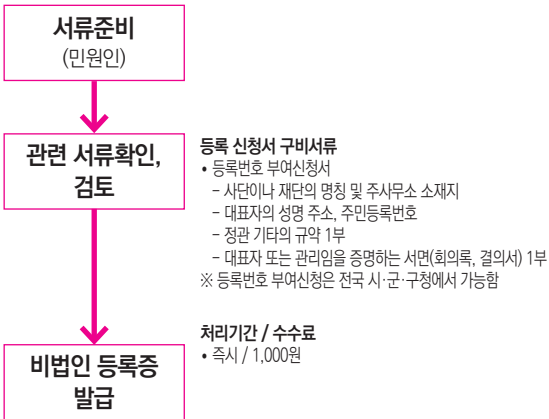 서류준비
(민원인)
관련 서류확인,
검토
등록 신청서 구비서류
• 등록번호 부여신청서
- 사단이나 재단의 명칭 및 주사무소 소재지
- 대표자의 성명 주소, 주민등록번호
- 정관 기타의 규약 1부
- 대표자 또는 관리임을 증명하는 서면(회의록, 결의서) 1부
※ 등록번호 부여신청은 전국 시·군·구청에서 가능함
처리기간 / 수수료
• 즉시 / 1,000원
비법인 등록증
발급